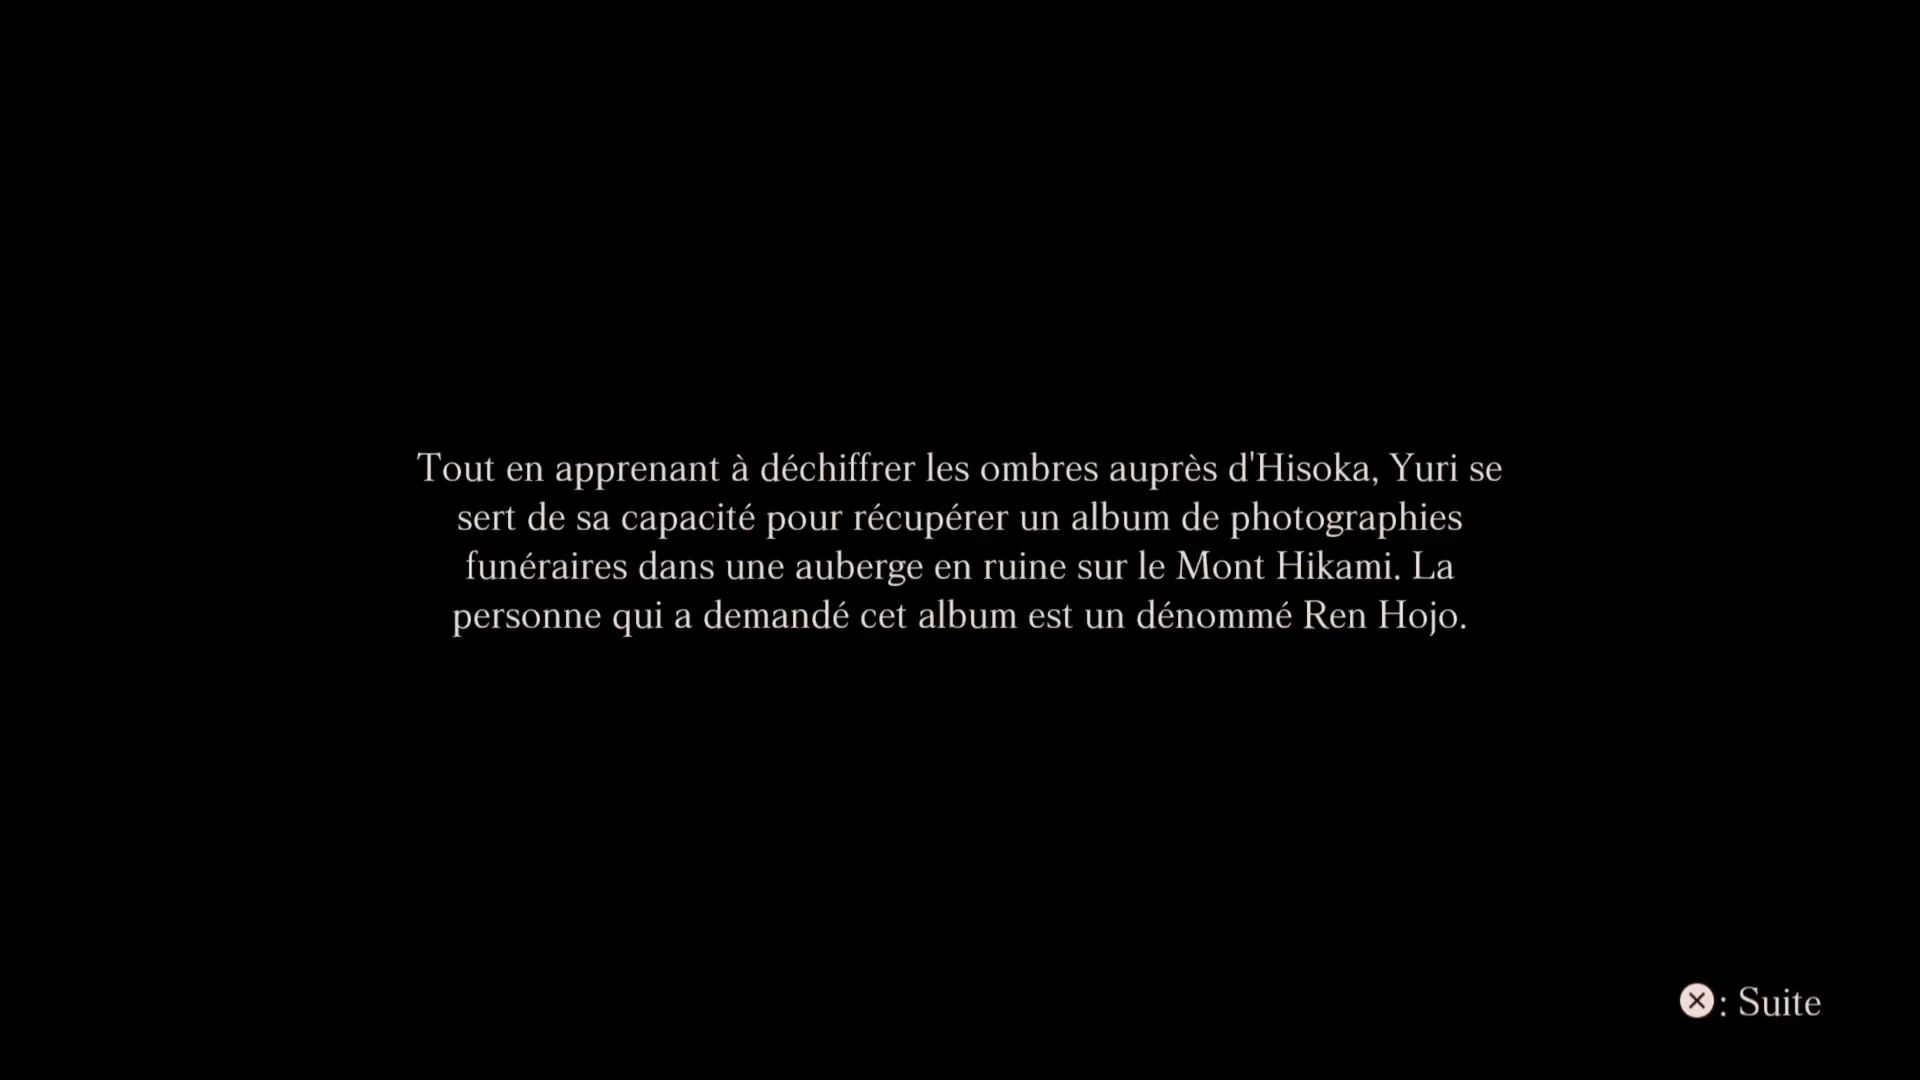 Tout en apprenant à déchiffrer les ombres auprès d'Hisoka, Yuri se
sert de sa capacité pour récupérer un album de photographies
funéraires dans une auberge en ruine sur le Mont Hikami. La
personne qui a demandé cet album est un dénommé Ren Hojo.
ⓧ: Suite